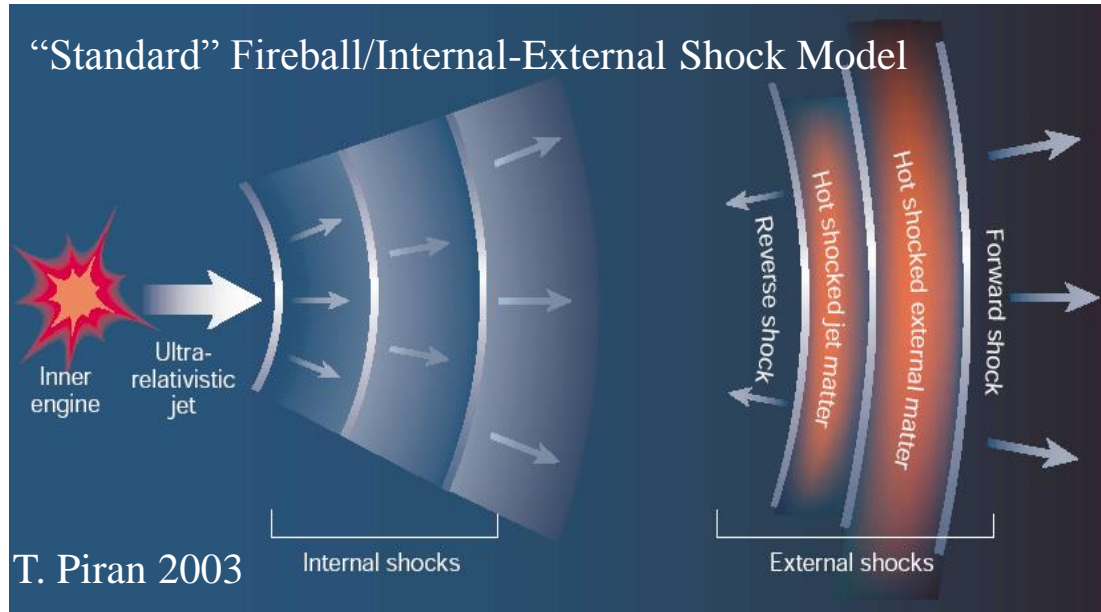 “Standard” Fireball/Internal-External Shock Model
Inner
engine
Ultra-
relativistic
jet
Reverse shock
Hot shocked jet matter
Hot shocked external matter
Forward shock
Internal shocks
External shocks
T. Piran 2003